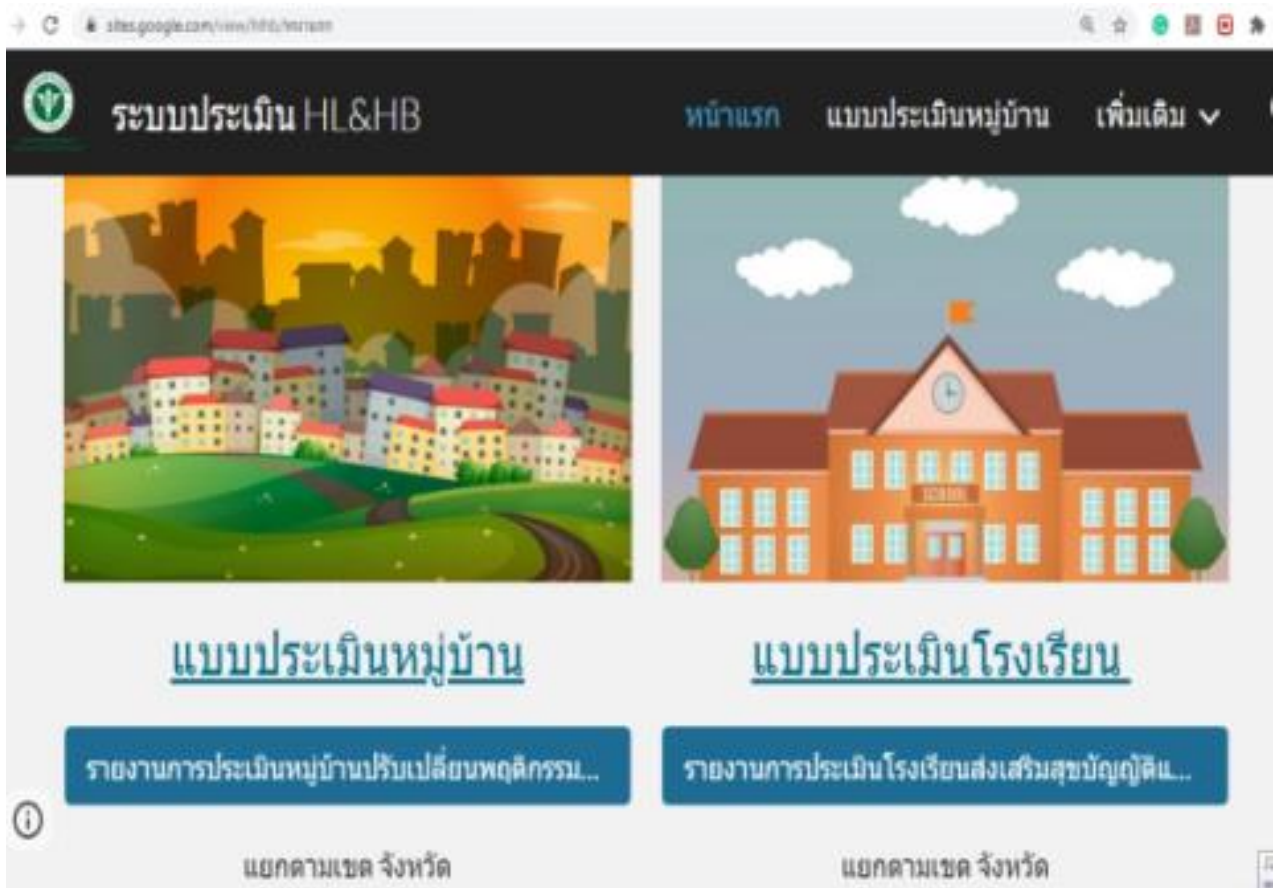 ระบบประเมิน HL&HB
หน้าแรก
แบบประเมินหมู่บ้าน
เพิ่มเติม
SCHOOL
แบบประเมินหมู่บ้าน
แบบประเมินโรงเรียน
รายงานการประเมินหมู่บ้านปรับเปลี่ยนพฤติกรรม...
รายงานการประเมินโรงเรียนส่งเสริมสุขบัญญัติแ...
แยกตามเขต จังหวัด
แยกตามเขต จังหวัด